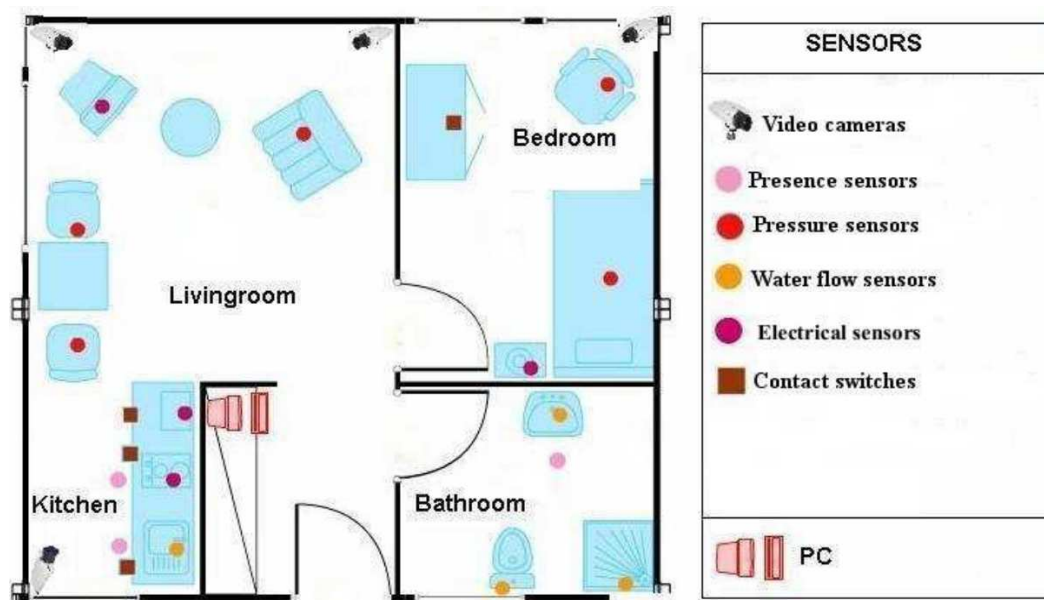 Bedroom
Livingroom
Kitchen
Bathroom
SENSORS
Video cameras
Presence sensors
Pressure sensors
Water flow sensors
Electrical sensors
Contact switches
PC